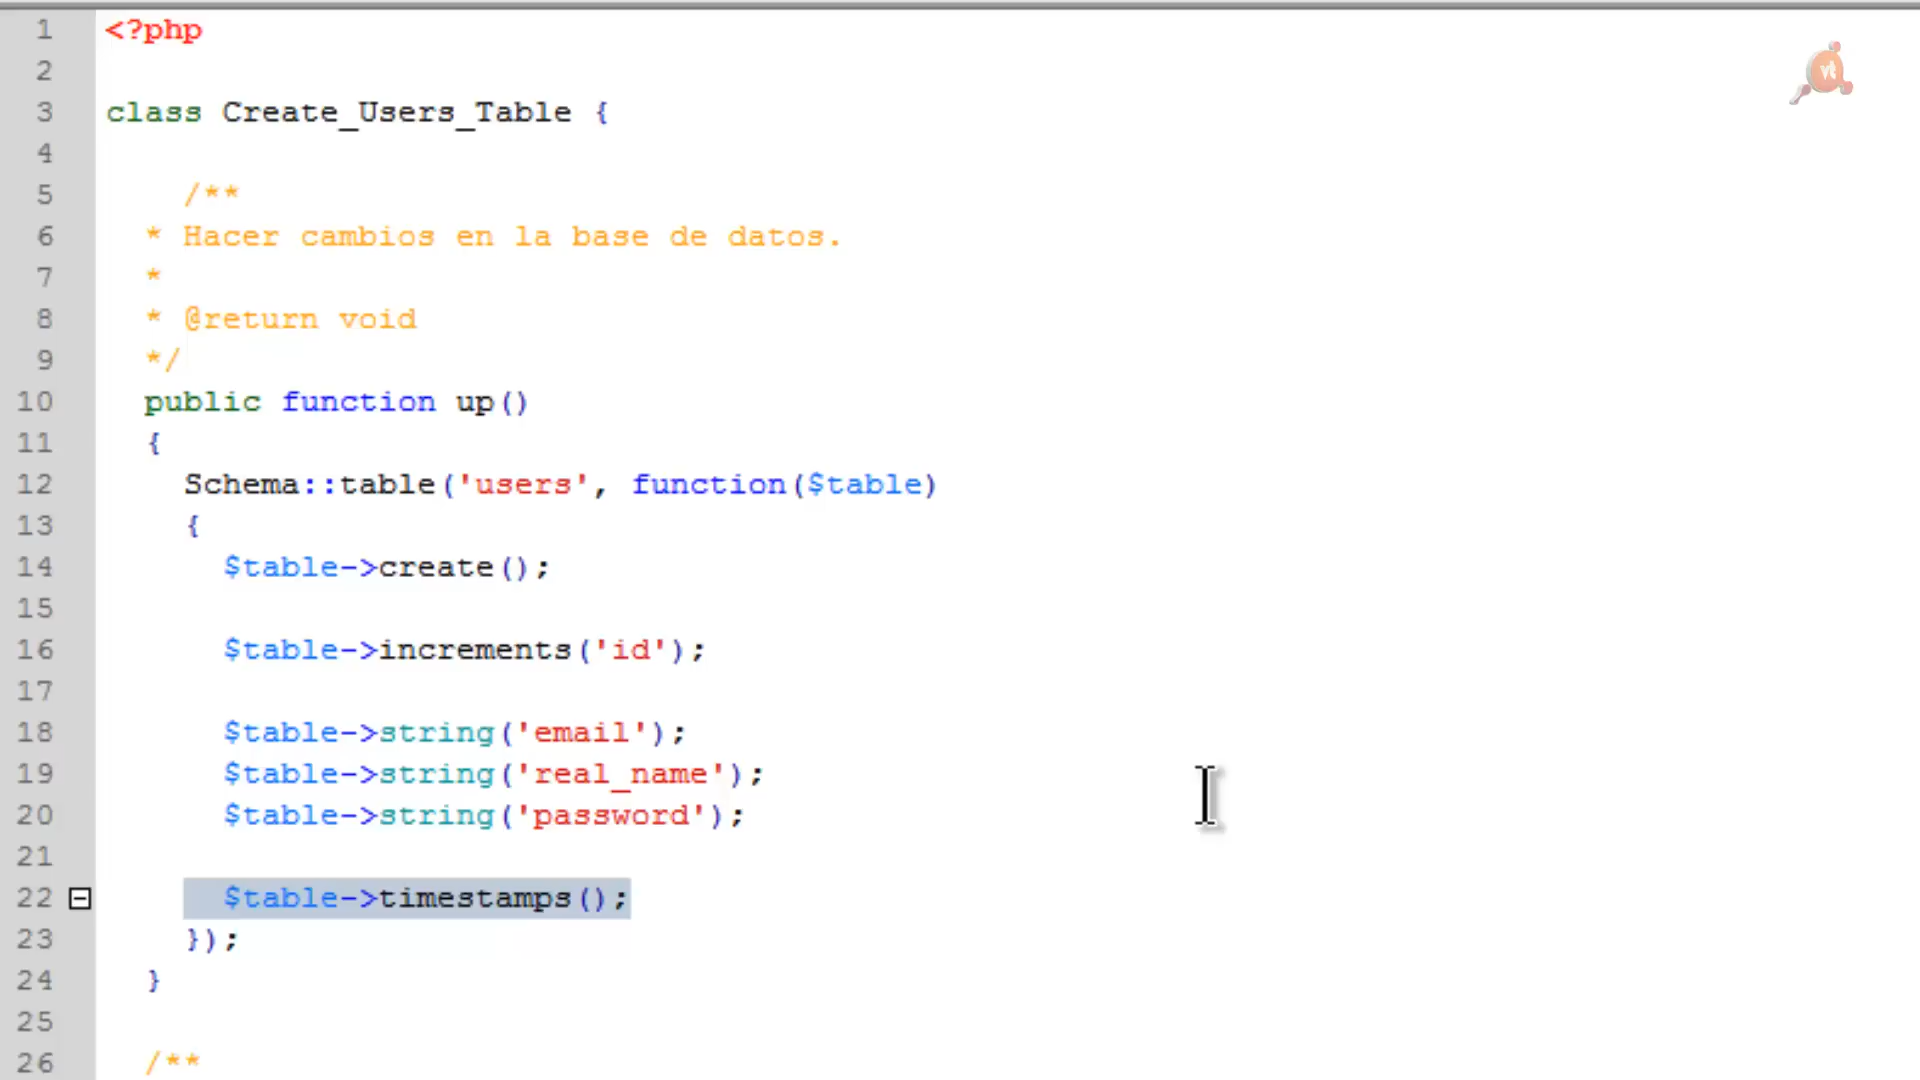 1 <?php
2
3 class Create_Users_Table {
4
5 /**
6 * Hacer cambios en la base de datos.
7 *
8 * @return void
9 */
10 public function up()
11 {
12 Schema::table('users', function($table)
13 {
14 $table->create();
15
16 $table->increments('id');
17
18 $table->string('email');
19 $table->string('real_name');
20 $table->string('password');
21
22 $table->timestamps();
23 });
24 }
25
26 /**
vt